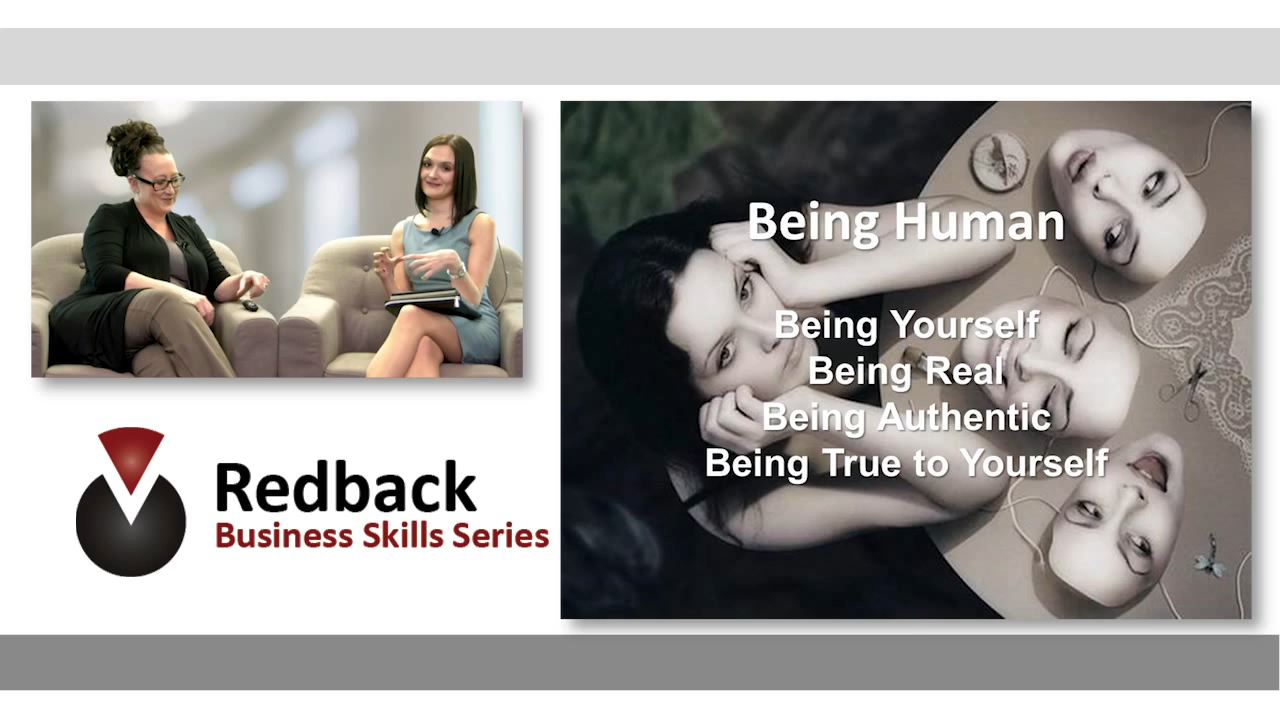 Redback
Business Skills Series
Being Human
Being Yourself
Being Real
Being Authentic
Being True to Yourself